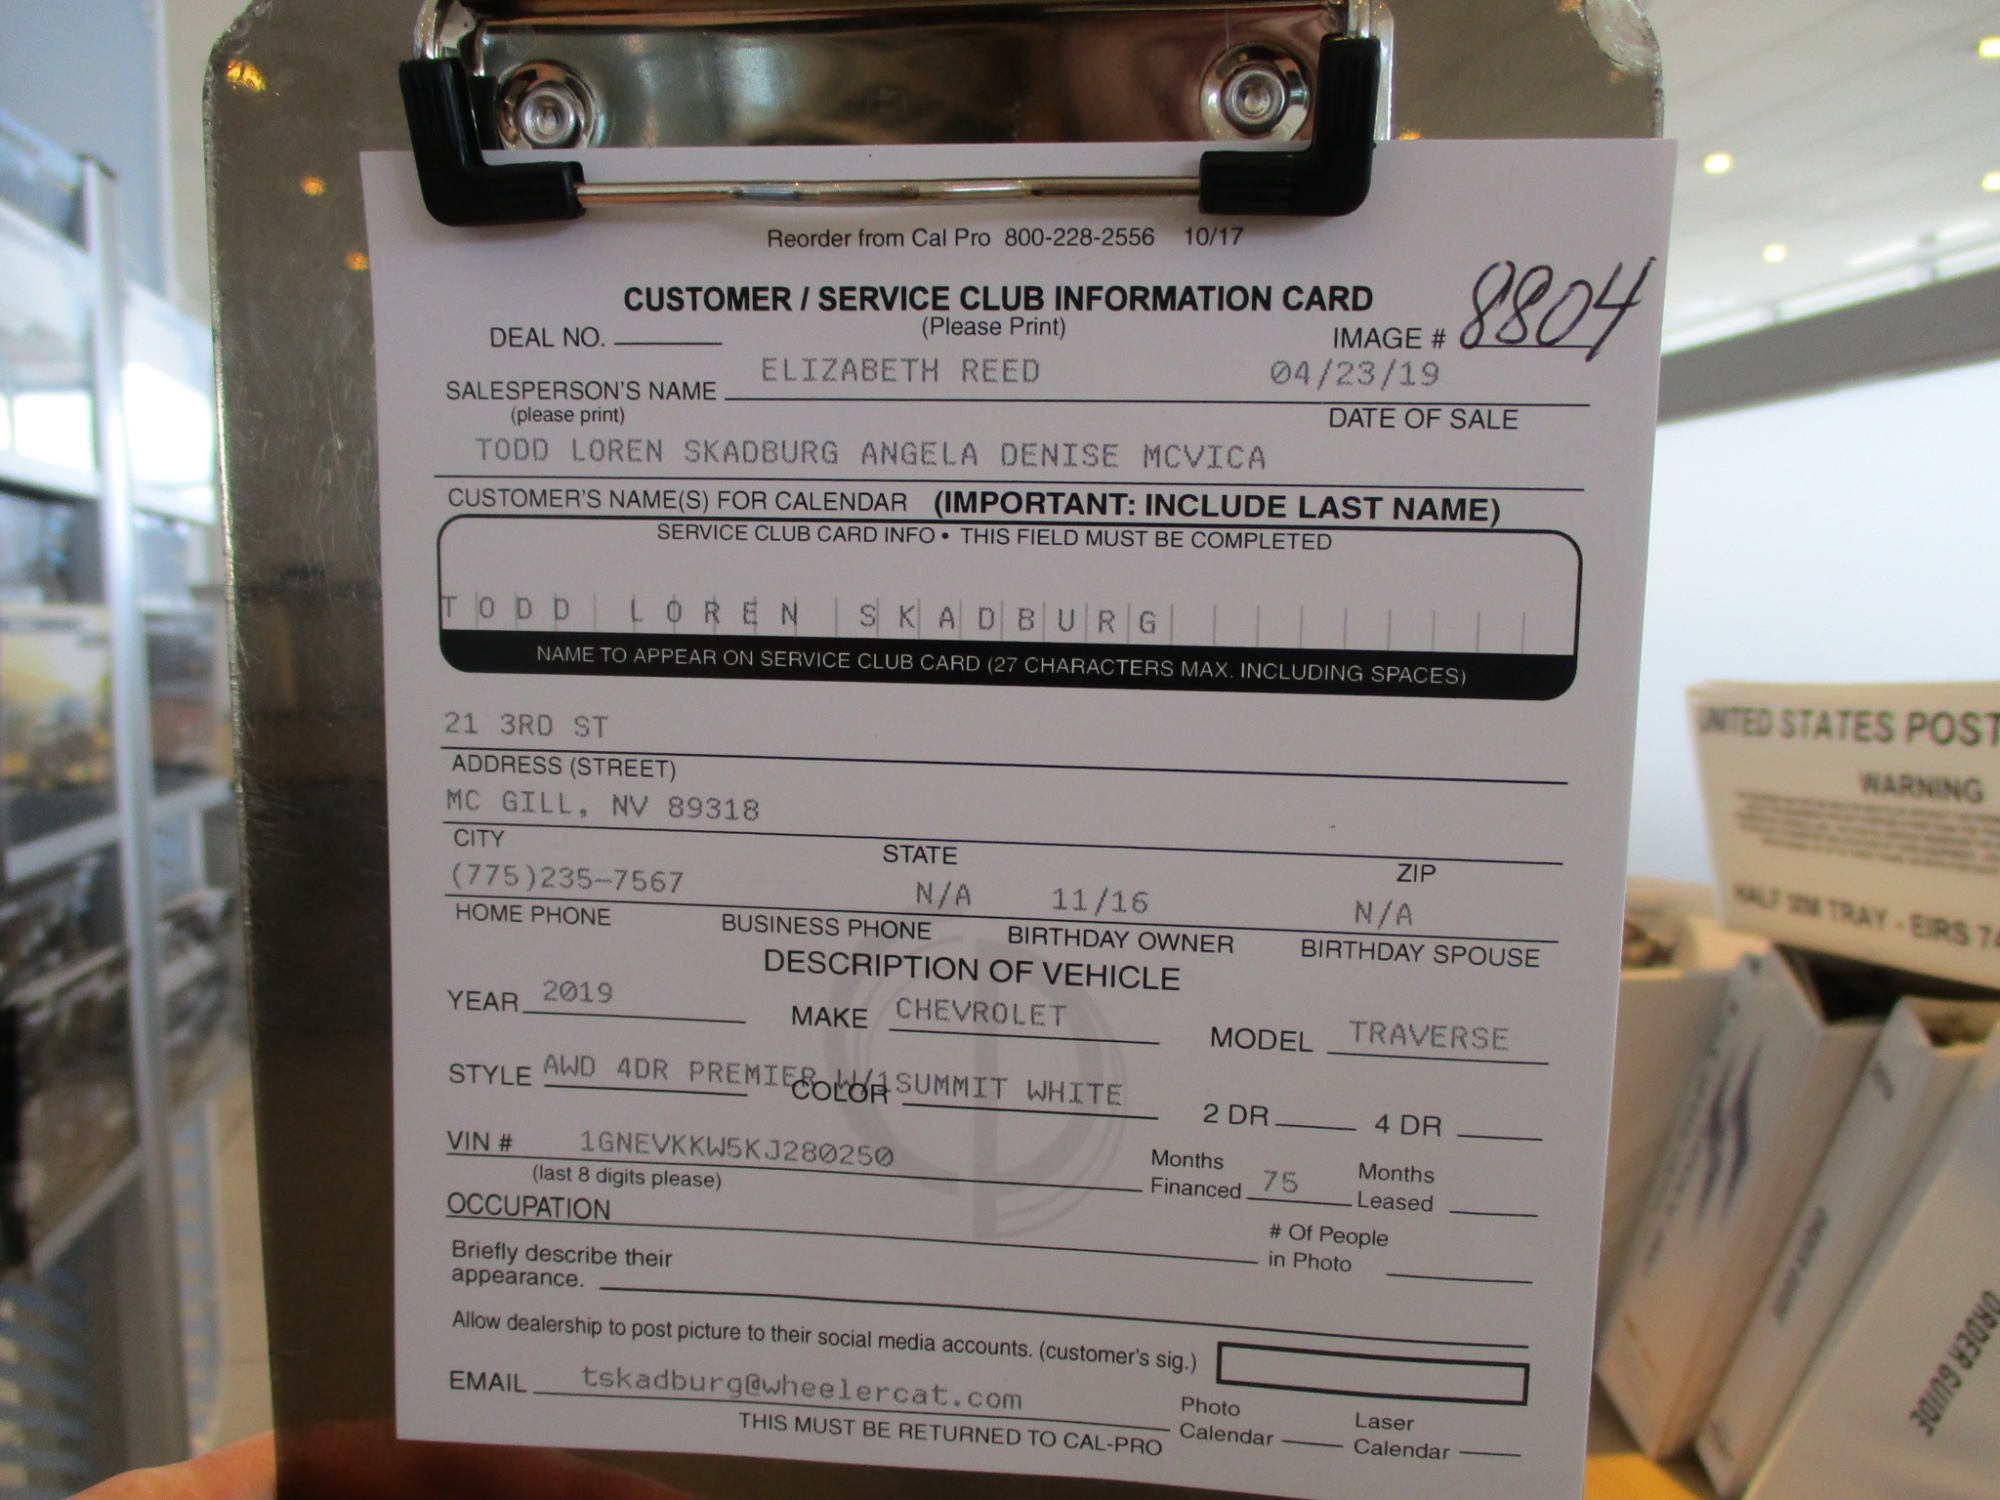 Reorder from Cal Pro 800-228-2556 10/17
CUSTOMER / SERVICE CLUB INFORMATION CARD
(Please Print)
DEAL NO.
IMAGE # 8804
ELIZABETH REED 04/23/19
SALESPERSON'S NAME
(please print)
DATE OF SALE
TODD LOREN SKADBURG ANGELA DENISE MCVICA
CUSTOMER'S NAME(S) FOR CALENDAR (IMPORTANT: INCLUDE LAST NAME)
SERVICE CLUB CARD INFO • THIS FIELD MUST BE COMPLETED
TODD LOREN SKADBURG
NAME TO APPEAR ON SERVICE CLUB CARD (27 CHARACTERS MAX. INCLUDING SPACES)
21 3RD ST
ADDRESS (STREET)
MC GILL, NV 89318
CITY STATE ZIP
(775)235-7567 N/A 11/16 N/A
HOME PHONE BUSINESS PHONE BIRTHDAY OWNER BIRTHDAY SPOUSE
DESCRIPTION OF VEHICLE
YEAR 2019 MAKE CHEVROLET MODEL TRAVERSE
STYLE AWD 4DR PREMIER W/1 COLOR SUMMIT WHITE 2 DR 4 DR
VIN # 1GNEVKKW5KJ280250
(last 8 digits please)
Months Financed 75 Months Leased
OCCUPATION
# Of People in Photo
Briefly describe their
appearance.
Allow dealership to post picture to their social media accounts. (customer's sig.)
EMAIL tskadburg@wheelercat.com
Photo Calendar Laser Calendar
THIS MUST BE RETURNED TO CAL-PRO
UNITED STATES POST
WARNING
HALF MM TRAY - EIRS 74
ORDER GUIDE